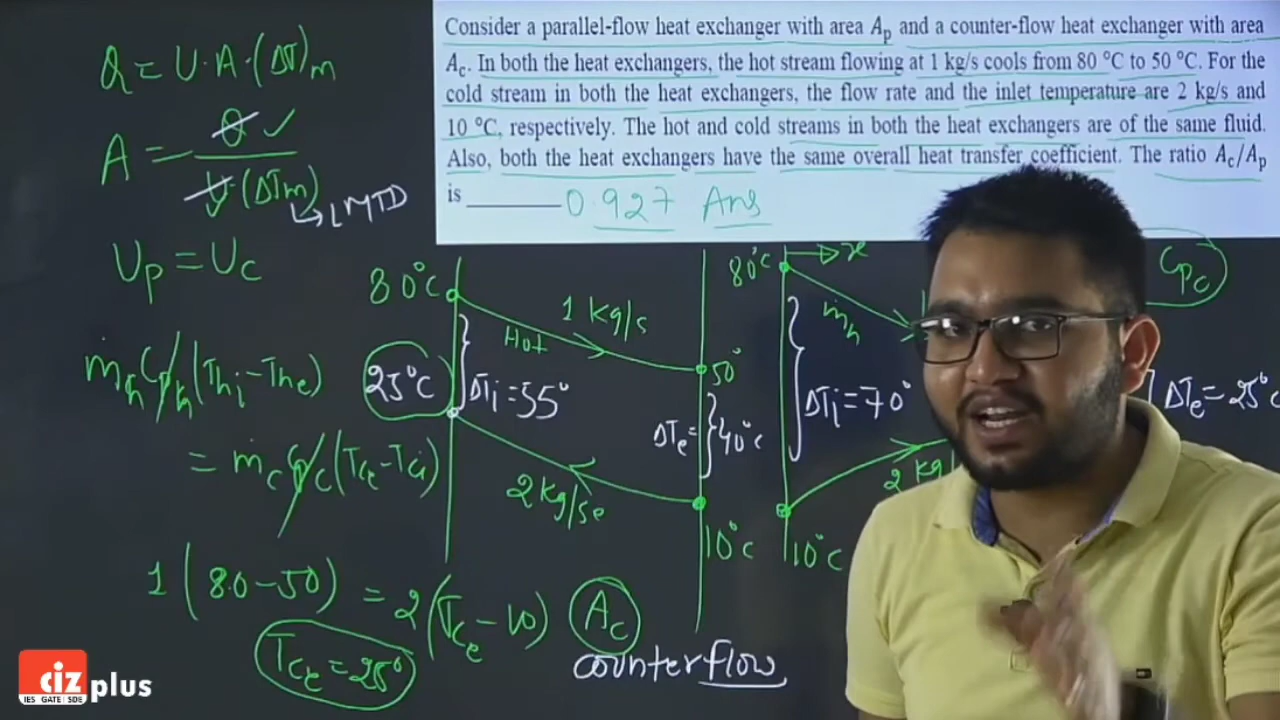 Consider a parallel-flow heat exchanger with area Ap and a counter-flow heat exchanger with area
Ac. In both the heat exchangers, the hot stream flowing at 1 kg/s cools from 80 °C to 50 °C. For the
cold stream in both the heat exchangers, the flow rate and the inlet temperature are 2 kg/s and
10 °C, respectively. The hot and cold streams in both the heat exchangers are of the same fluid.
Also, both the heat exchangers have the same overall heat transfer coefficient. The ratio Ac/Ap
is ________ 0.927 Ans
Q = U·A·(ΔT)m
A = Q ✓
U·(ΔTm)
↳ LMTD
Up = Uc
ṁh Cph (Thi - The)
= ṁc Cpc (Tce - Tci)
1 (80-50) = 2 (Tce - 10)
Tce = 25°
80°c
1 kg/s
Hot
50°
25°c
ΔTi = 55°
ΔTe = 40°c
2 kg/se
10°c
Ac
counterflow
80°c
x
ṁh
Cpc
ΔTi = 70°
ΔTe = 25°c
2 kg/
10°c
ciz plus
IES GATE SDE